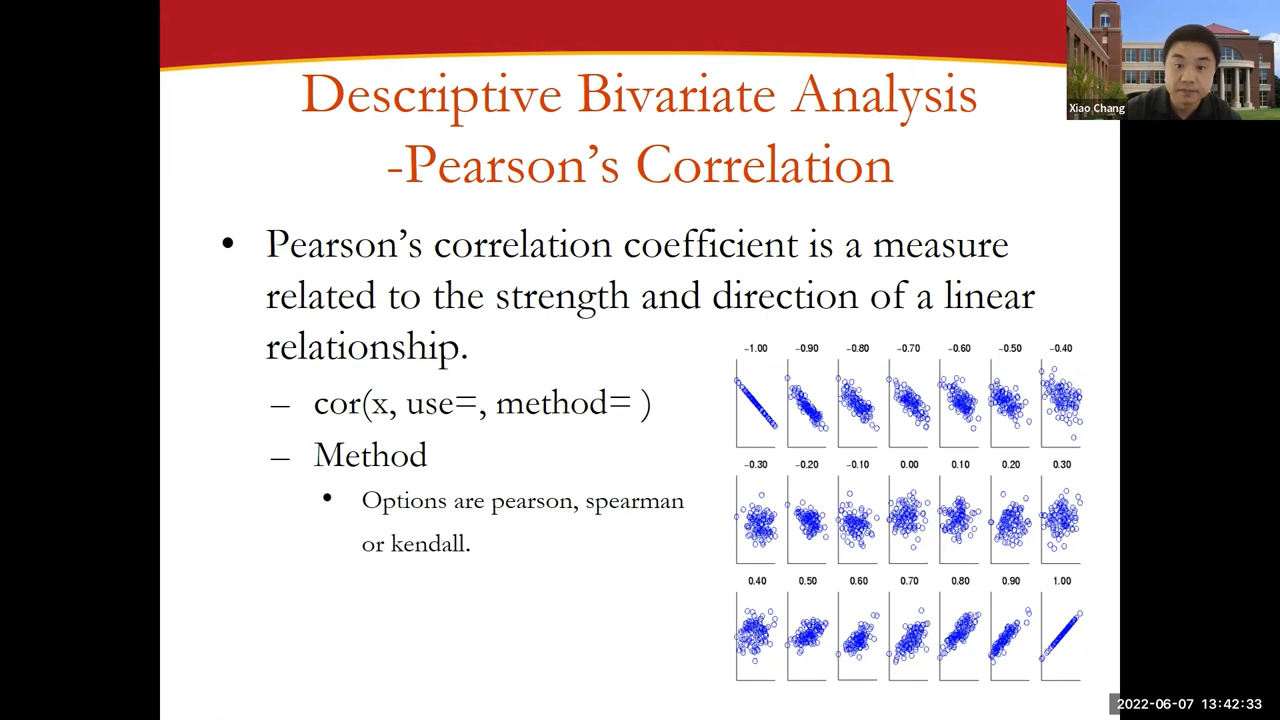 Descriptive Bivariate Analysis
-Pearson’s Correlation
Xiao Chang
• Pearson’s correlation coefficient is a measure
related to the strength and direction of a linear
relationship.
– cor(x, use=, method= )
– Method
• Options are pearson, spearman
or kendall.
-1.00 -0.90 -0.80 -0.70 -0.60 -0.50 -0.40
-0.30 -0.20 -0.10 0.00 0.10 0.20 0.30
0.40 0.50 0.60 0.70 0.80 0.90 1.00
2022-06-07 13:42:33